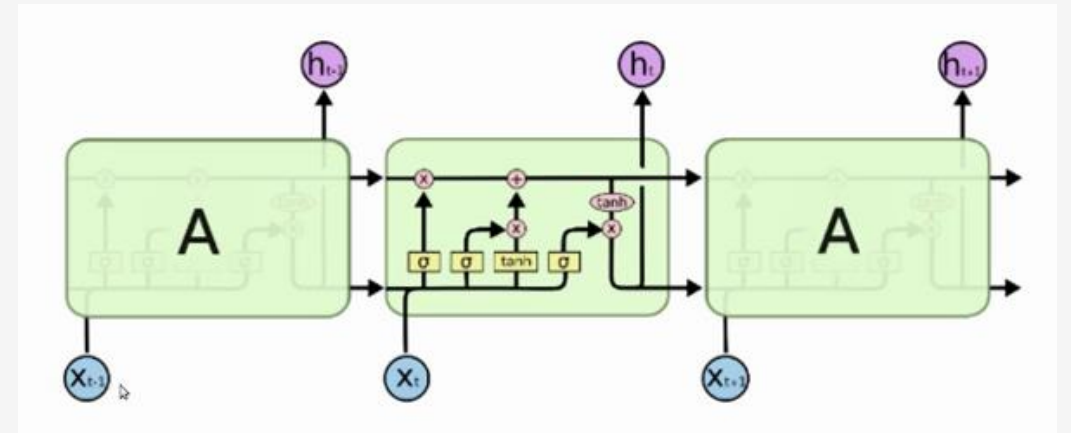 hₜ₋₁ hₜ hₜ₊₁
x + tanh
A x x A
σ σ tanh σ
Xₜ₋₁ Xₜ Xₜ₊₁